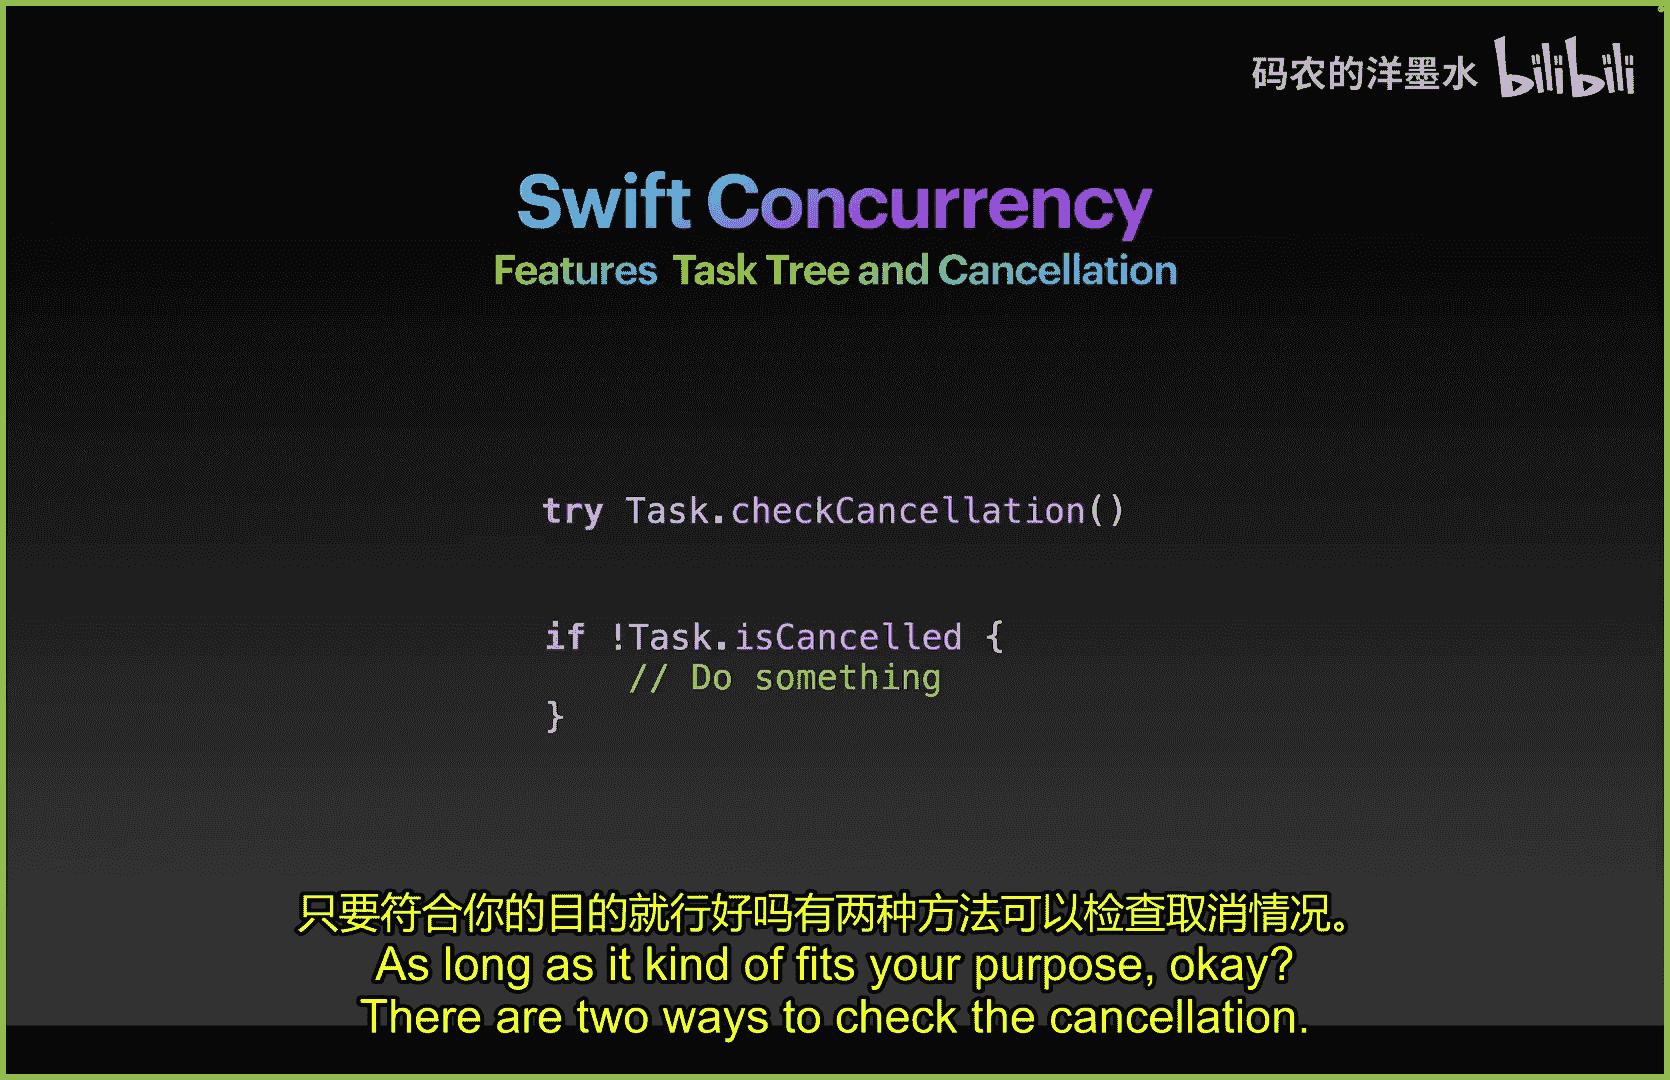 码农的洋墨水 bilibili
Swift Concurrency
Features Task Tree and Cancellation
try Task.checkCancellation()
if !Task.isCancelled {
// Do something
}
只要符合你的目的就行好吗有两种方法可以检查取消情况。
As long as it kind of fits your purpose, okay?
There are two ways to check the cancellation.